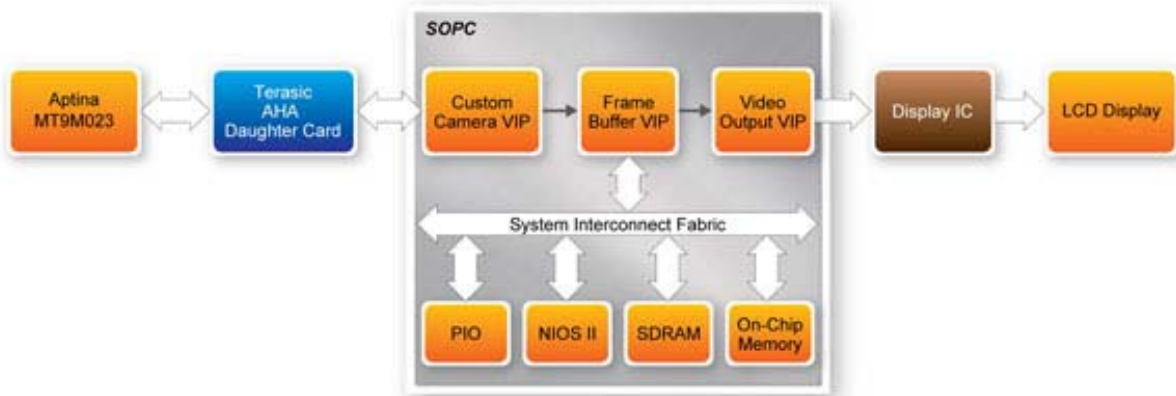 SOPC
Aptina
MT9M023
Terasic
AHA
Daughter Card
Custom
Camera VIP
Frame
Buffer VIP
Video
Output VIP
Display IC
LCD Display
System Interconnect Fabric
PIO
NIOS II
SDRAM
On-Chip
Memory